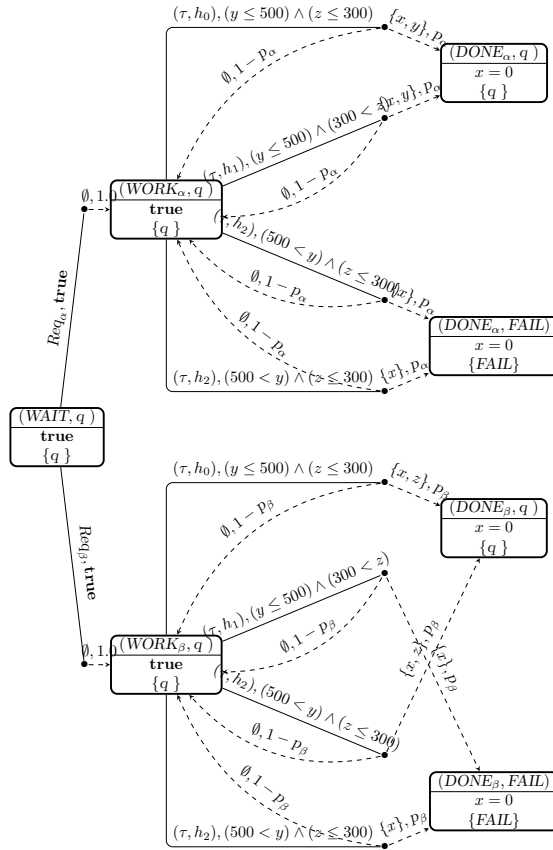 (τ, h₀), (y ≤ 500) ∧ (z ≤ 300)
{x, y}, p_α
∅, 1 − p_α
(DONE_α, q )
x = 0
{q }
(τ, h₁), (y ≤ 500) ∧ (300 < z)
{x, y}, p_α
∅, 1 − p_α
∅, 1.0
(WORK_α, q )
true
{q }
(τ, h₂), (500 < y) ∧ (z ≤ 300)
{x}, p_α
∅, 1 − p_α
∅, 1 − p_α
(DONE_α, FAIL)
x = 0
{FAIL}
(τ, h₂), (500 < y) ∧ (z ≤ 300)
{x}, p_α
Req_α, true
(WAIT, q )
true
{q }
Req_β, true
(τ, h₀), (y ≤ 500) ∧ (z ≤ 300)
{x, z}, p_β
∅, 1 − p_β
(DONE_β, q )
x = 0
{q }
(τ, h₁), (y ≤ 500) ∧ (300 < z)
∅, 1 − p_β
{x, z}, p_β
{x}, p_β
∅, 1.0
(WORK_β, q )
true
{q }
(τ, h₂), (500 < y) ∧ (z ≤ 300)
∅, 1 − p_β
∅, 1 − p_β
(DONE_β, FAIL)
x = 0
{FAIL}
(τ, h₂), (500 < y) ∧ (z ≤ 300)
{x}, p_β